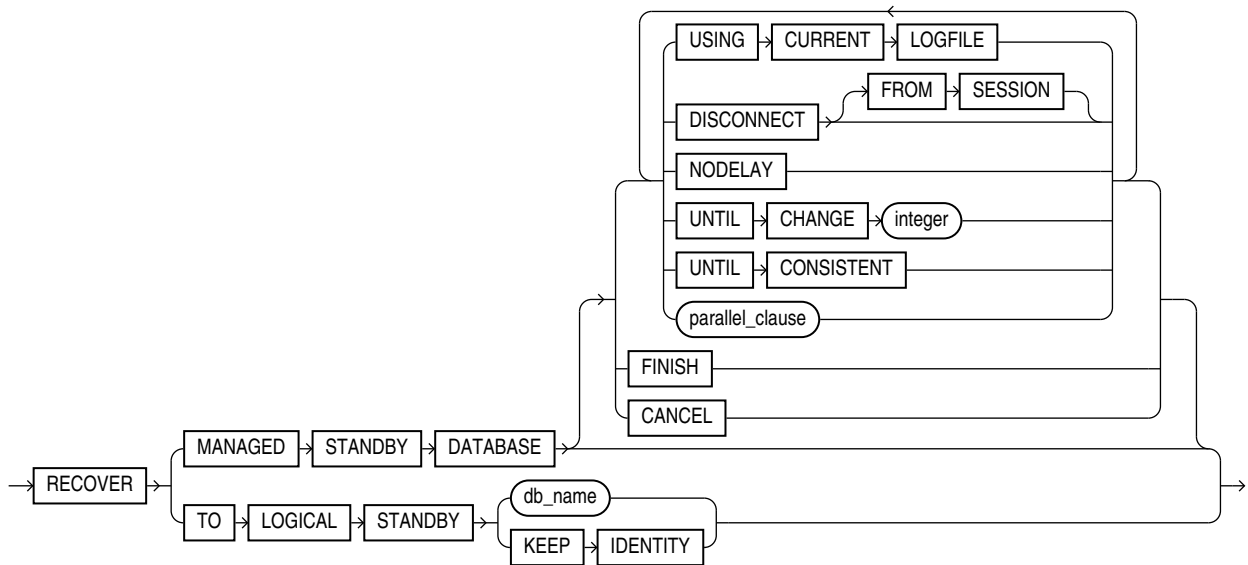 USING CURRENT LOGFILE
FROM SESSION
DISCONNECT
NODELAY
UNTIL CHANGE integer
UNTIL CONSISTENT
parallel_clause
FINISH
CANCEL
MANAGED STANDBY DATABASE
RECOVER
db_name
TO LOGICAL STANDBY
KEEP IDENTITY